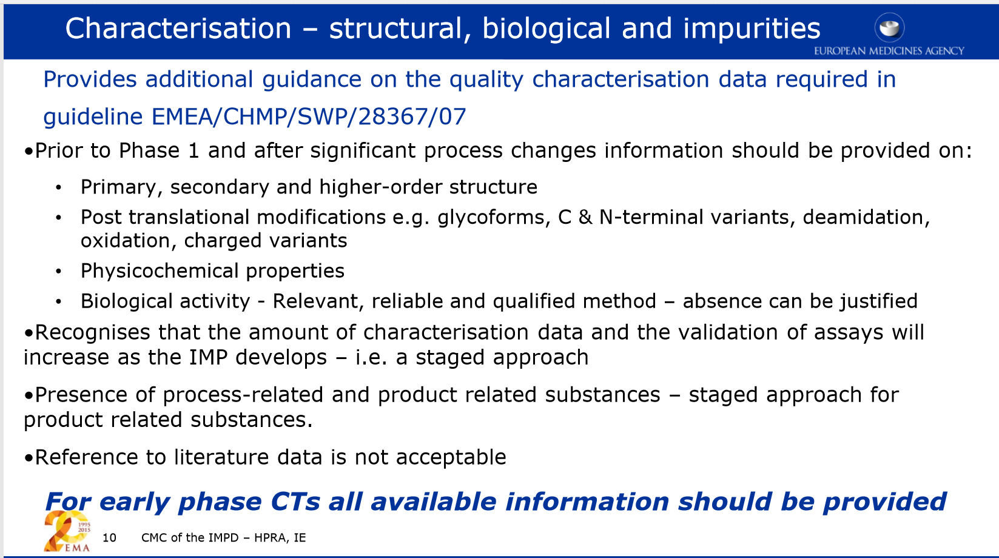 Characterisation – structural, biological and impurities
EUROPEAN MEDICINES AGENCY
Provides additional guidance on the quality characterisation data required in
guideline EMEA/CHMP/SWP/28367/07
•Prior to Phase 1 and after significant process changes information should be provided on:
• Primary, secondary and higher-order structure
• Post translational modifications e.g. glycoforms, C & N-terminal variants, deamidation,
oxidation, charged variants
• Physicochemical properties
• Biological activity - Relevant, reliable and qualified method – absence can be justified
•Recognises that the amount of characterisation data and the validation of assays will
increase as the IMP develops – i.e. a staged approach
•Presence of process-related and product related substances – staged approach for
product related substances.
•Reference to literature data is not acceptable
For early phase CTs all available information should be provided
20
1995
2015
EMA
10 CMC of the IMPD – HPRA, IE